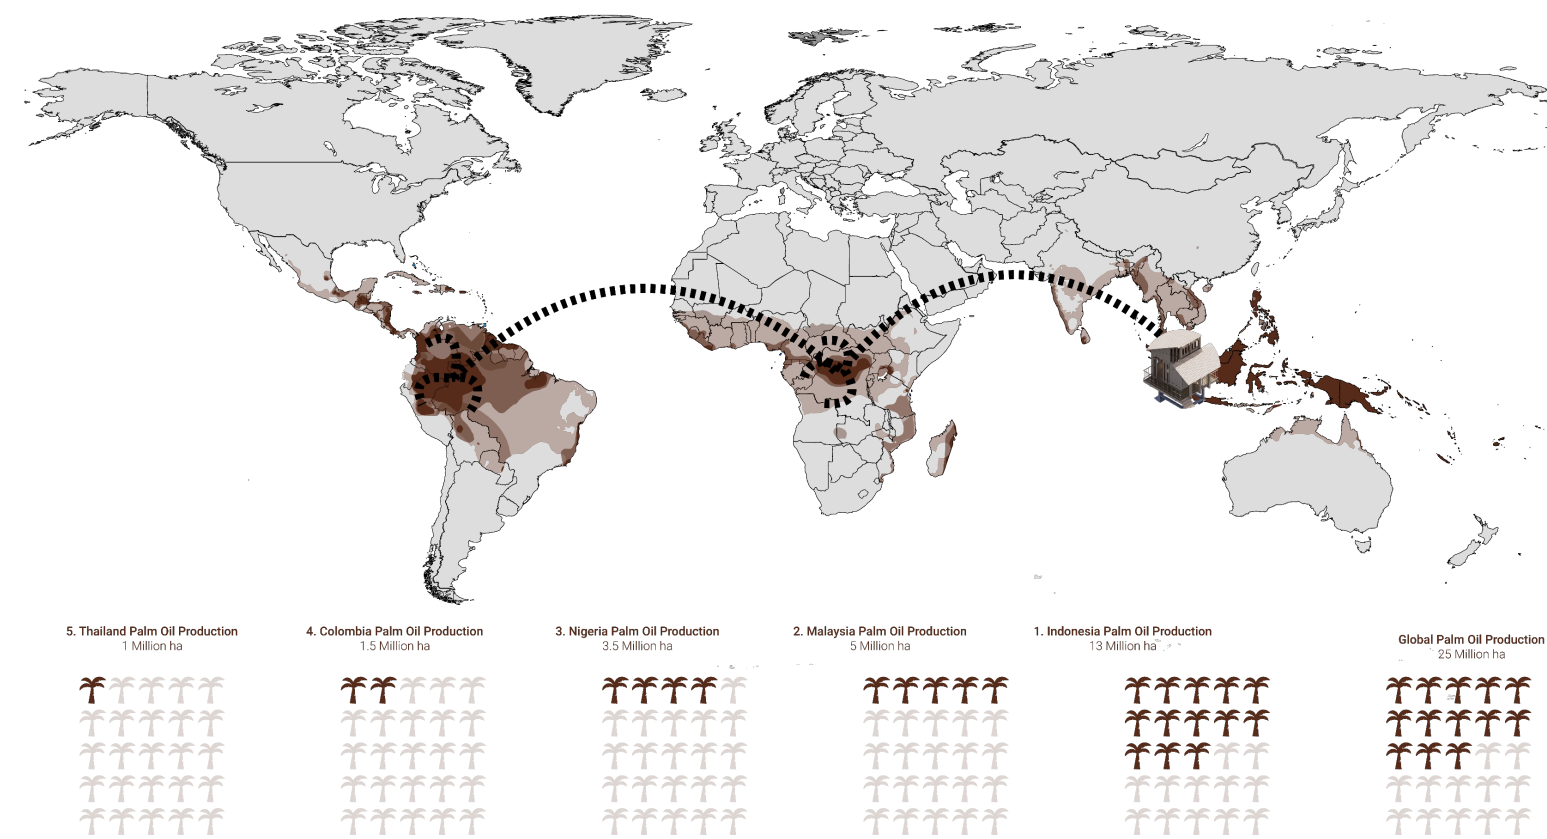 5. Thailand Palm Oil Production
1 Million ha
4. Colombia Palm Oil Production
1.5 Million ha
3. Nigeria Palm Oil Production
3.5 Million ha
2. Malaysia Palm Oil Production
5 Million ha
1. Indonesia Palm Oil Production
13 Million ha
Global Palm Oil Production
25 Million ha